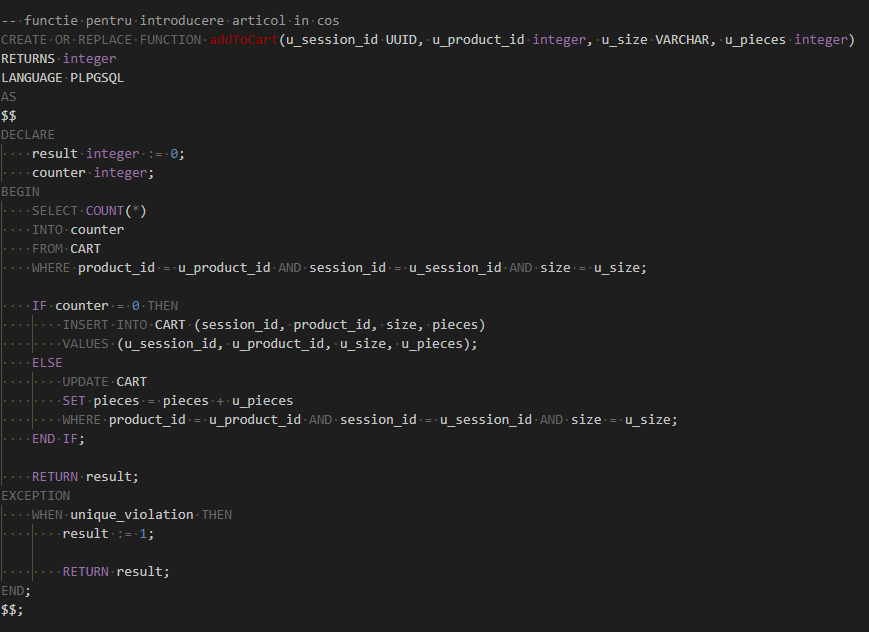 -- functie pentru introducere articol in cos
CREATE OR REPLACE FUNCTION addToCart(u_session_id UUID, u_product_id integer, u_size VARCHAR, u_pieces integer)
RETURNS integer
LANGUAGE PLPGSQL
AS
$$
DECLARE
    result integer := 0;
    counter integer;
BEGIN
    SELECT COUNT(*)
    INTO counter
    FROM CART
    WHERE product_id = u_product_id AND session_id = u_session_id AND size = u_size;

    IF counter = 0 THEN
        INSERT INTO CART (session_id, product_id, size, pieces)
        VALUES (u_session_id, u_product_id, u_size, u_pieces);
    ELSE
        UPDATE CART
        SET pieces = pieces + u_pieces
        WHERE product_id = u_product_id AND session_id = u_session_id AND size = u_size;
    END IF;

    RETURN result;
EXCEPTION
    WHEN unique_violation THEN
        result := 1;

        RETURN result;
END;
$$;